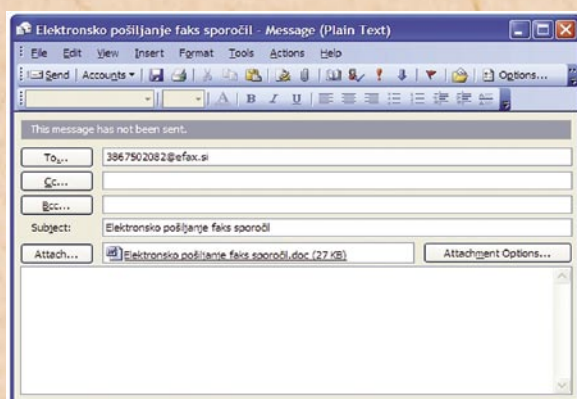 Elektronsko pošiljanje faks sporočil - Message (Plain Text)
File Edit View Insert Format Tools Actions Help
Send Accounts Options...
A B I U
This message has not been sent.
To... 3867502082@efax.si
Cc...
Bcc...
Subject: Elektronsko pošiljanje faks sporočil
Attach... Elektronsko pošiljanje faks sporočil.doc (27 KB) Attachment Options...